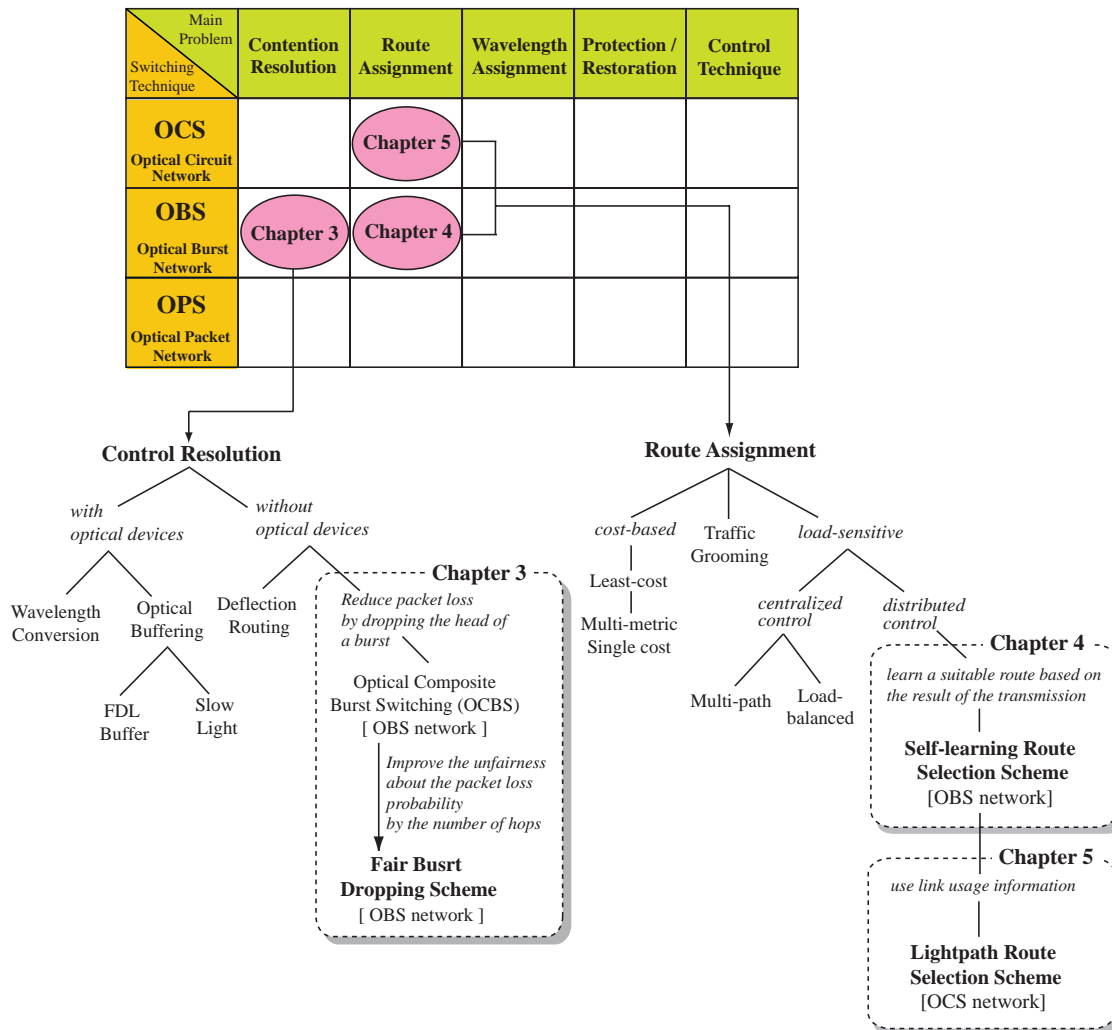 Main
Problem
Switching
Technique
Contention
Resolution
Route
Assignment
Wavelength
Assignment
Protection /
Restoration
Control
Technique
OCS
Optical Circuit
Network
Chapter 5
OBS
Optical Burst
Network
Chapter 3
Chapter 4
OPS
Optical Packet
Network
Control Resolution
with
optical devices
without
optical devices
Wavelength
Conversion
Optical
Buffering
FDL
Buffer
Slow
Light
Deflection
Routing
Chapter 3
Reduce packet loss
by dropping the head of
a burst
Optical Composite
Burst Switching (OCBS)
[ OBS network ]
Improve the unfairness
about the packet loss
probability
by the number of hops
Fair Busrt
Dropping Scheme
[ OBS network ]
Route Assignment
cost-based
Least-cost
Multi-metric
Single cost
Traffic
Grooming
load-sensitive
centralized
control
Multi-path
Load-
balanced
distributed
control
Chapter 4
learn a suitable route based on
the result of the transmission
Self-learning Route
Selection Scheme
[OBS network]
Chapter 5
use link usage information
Lightpath Route
Selection Scheme
[OCS network]